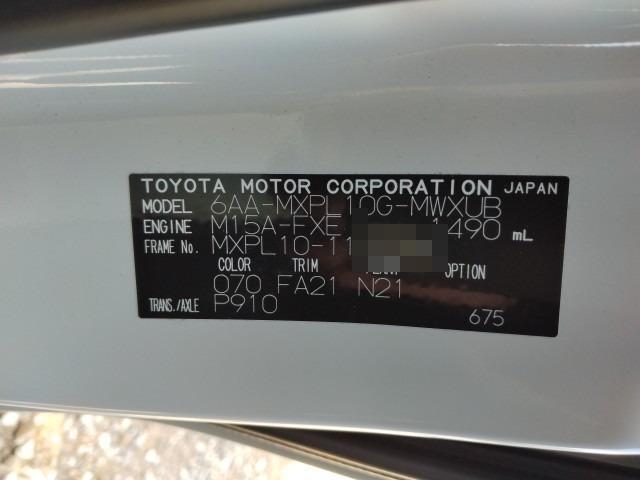 TOYOTA MOTOR CORPORATION JAPAN
MODEL 6AA-MXPL10G-MWXUB
ENGINE M15A-FXE 1490 mL
FRAME No. MXPL10-11
COLOR TRIM OPTION
070 FA21 N21
TRANS./AXLE P910
675